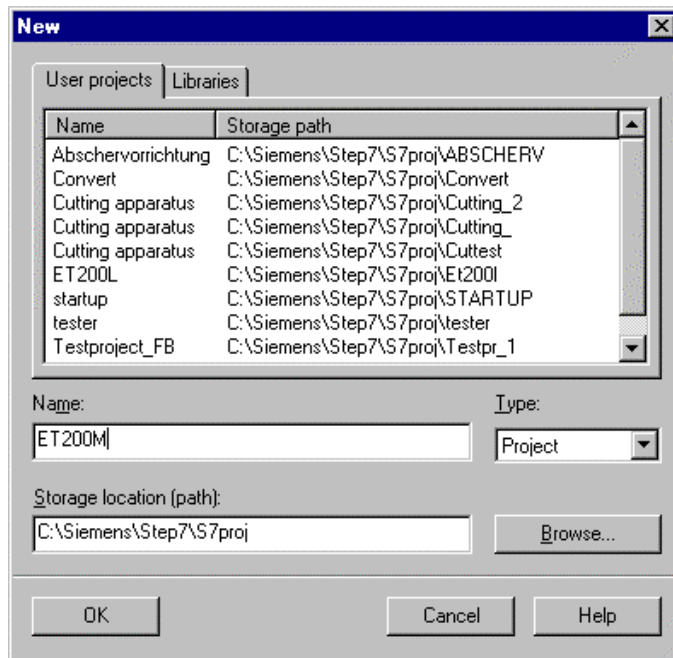 New
User projects Libraries
Name Storage path
Abschervorrichtung C:\Siemens\Step7\S7proj\ABSCHERV
Convert C:\Siemens\Step7\S7proj\Convert
Cutting apparatus C:\Siemens\Step7\S7proj\Cutting_2
Cutting apparatus C:\Siemens\Step7\S7proj\Cutting_
Cutting apparatus C:\Siemens\Step7\S7proj\Cuttest
ET200L C:\Siemens\Step7\S7proj\Et200l
startup C:\Siemens\Step7\S7proj\STARTUP
tester C:\Siemens\Step7\S7proj\tester
Testproject_FB C:\Siemens\Step7\S7proj\Testpr_1
Name: Type:
ET200M Project
Storage location (path):
C:\Siemens\Step7\S7proj Browse...
OK Cancel Help